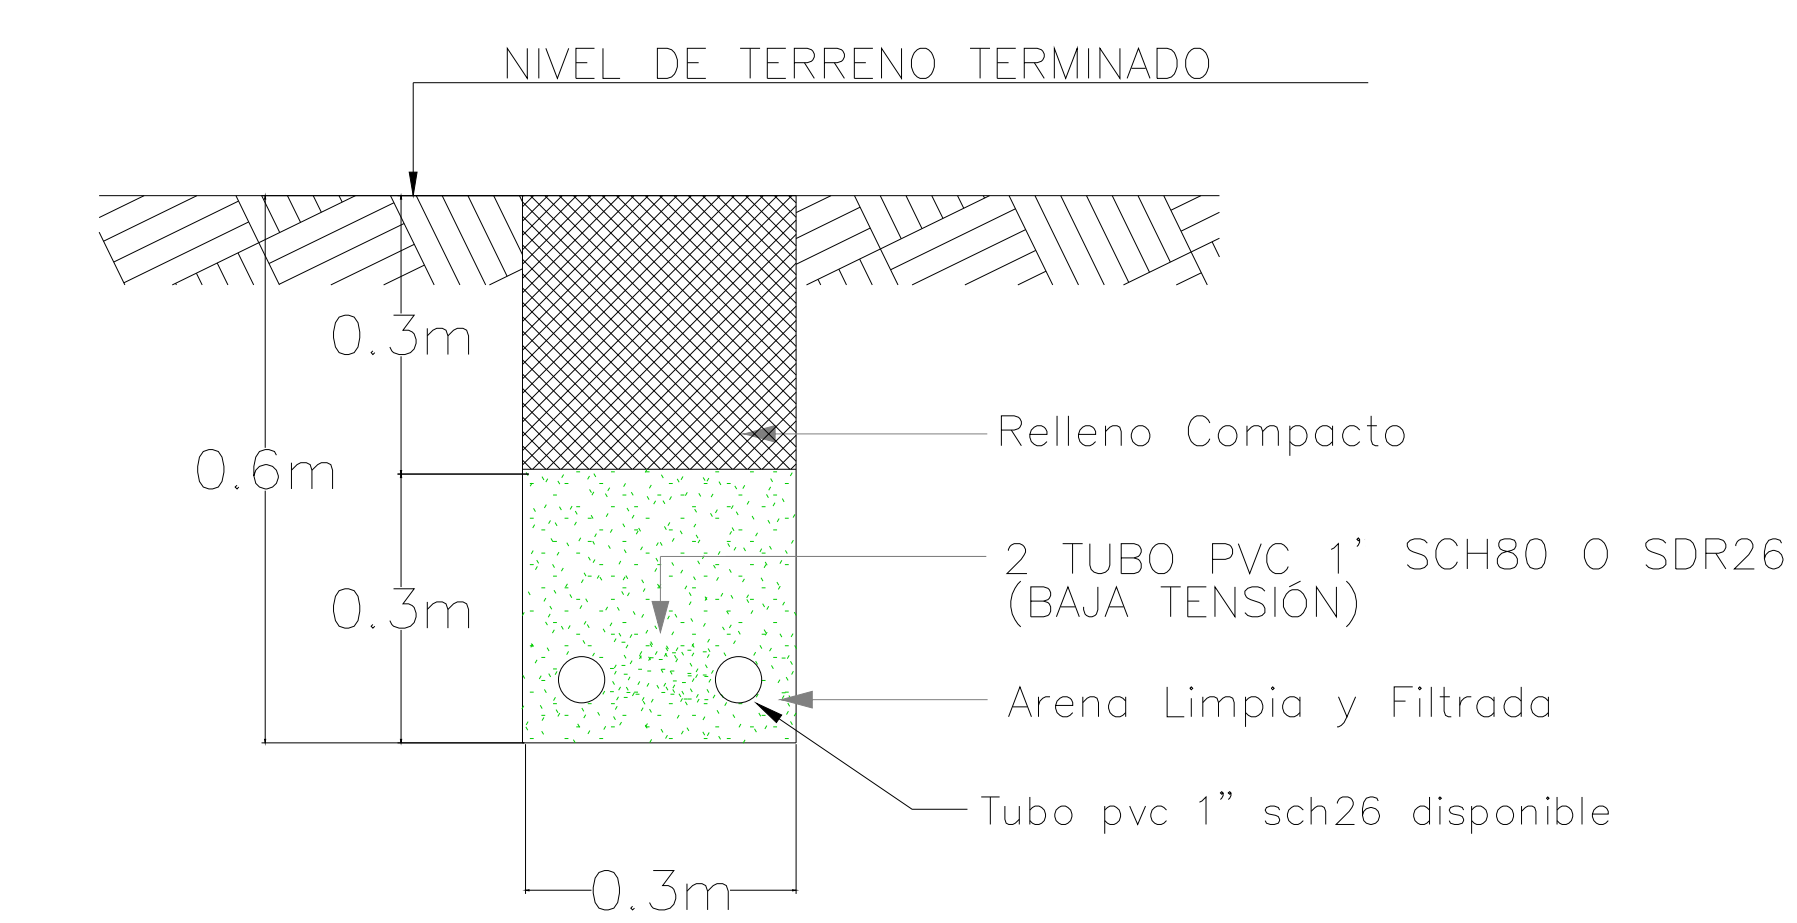 NIVEL DE TERRENO TERMINADO
0.3m
Relleno Compacto
0.6m
2 TUBO PVC 1' SCH80 O SDR26
(BAJA TENSIÓN)
0.3m
Arena Limpia y Filtrada
Tubo pvc 1” sch26 disponible
0.3m